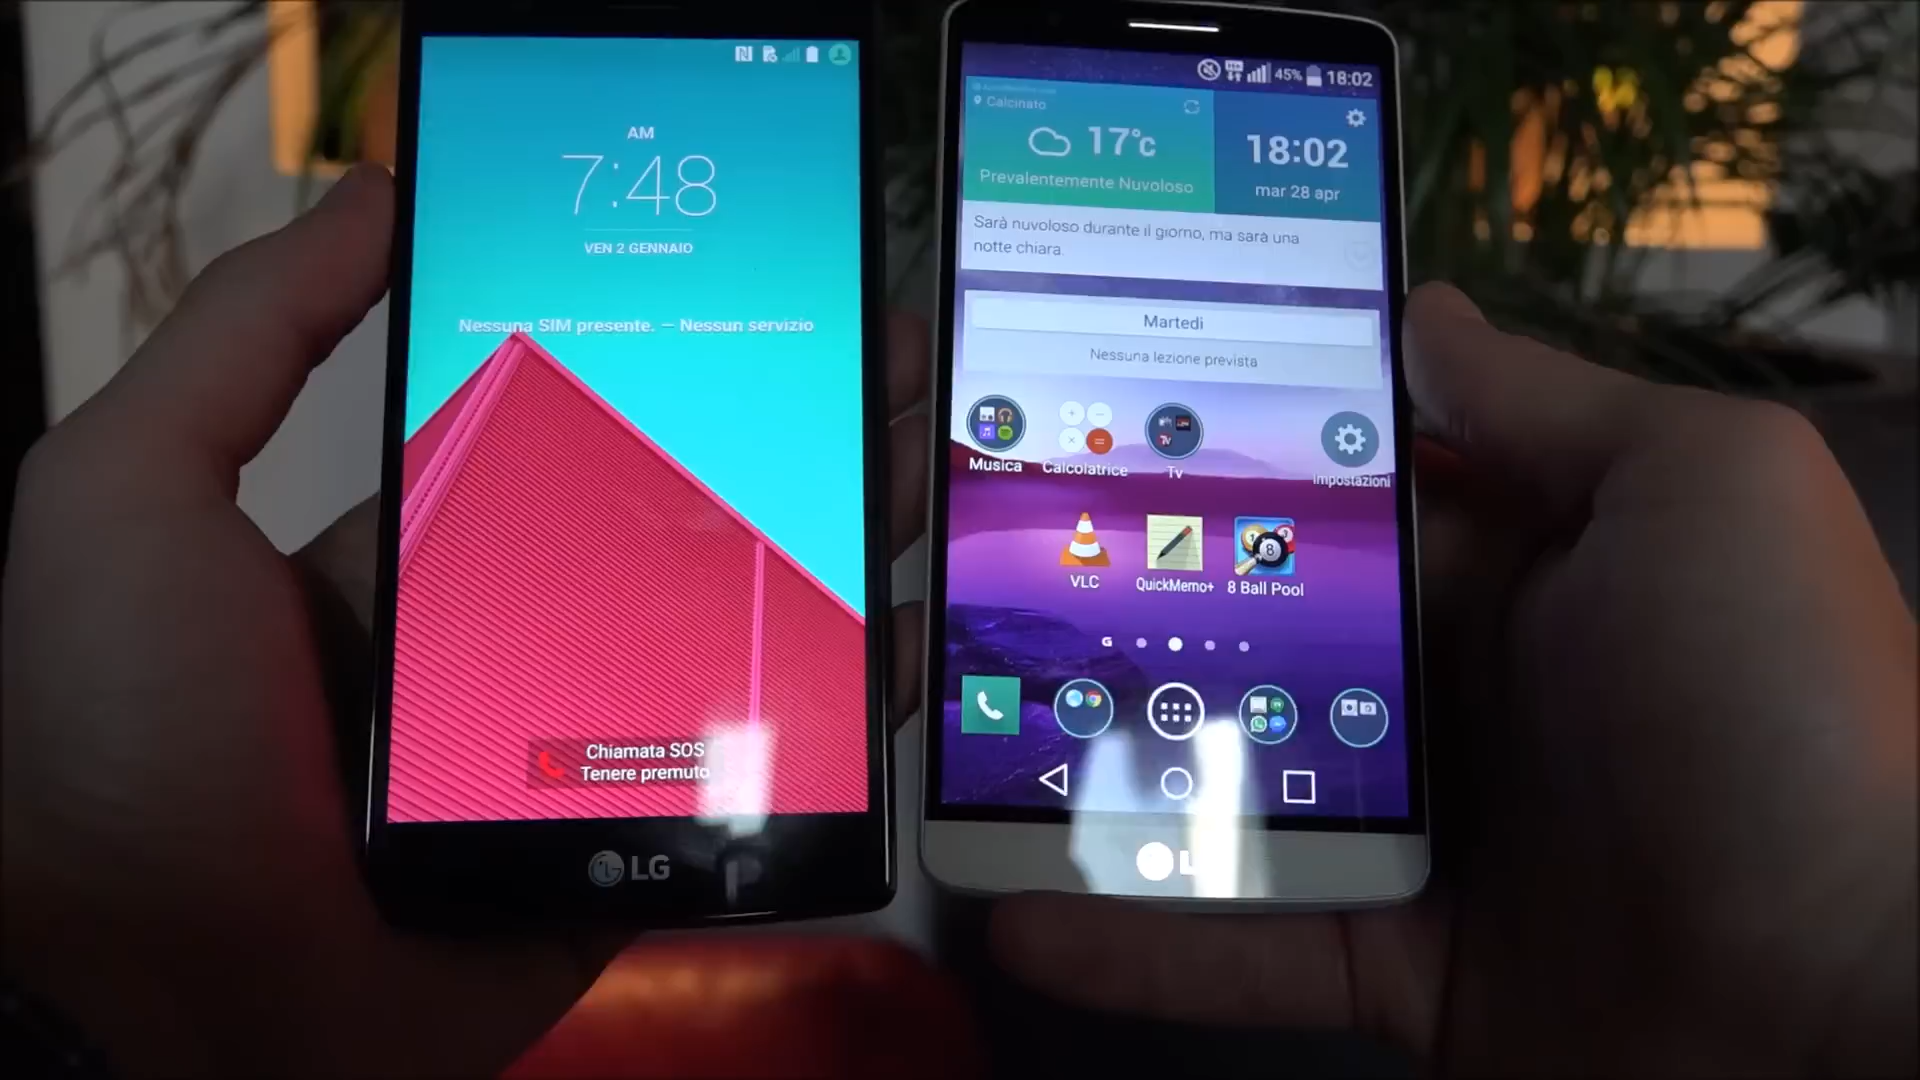 AM
7:48
VEN 2 GENNAIO
Nessuna SIM presente. – Nessun servizio
Chiamata SOS
Tenere premuto
LG
45% 18:02
Calcinato
17°c
Prevalentemente Nuvoloso
18:02
mar 28 apr
Sarà nuvoloso durante il giorno, ma sarà una
notte chiara.
Martedì
Nessuna lezione prevista
Musica
Calcolatrice
Tv
Impostazioni
VLC
QuickMemo+
8 Ball Pool
L